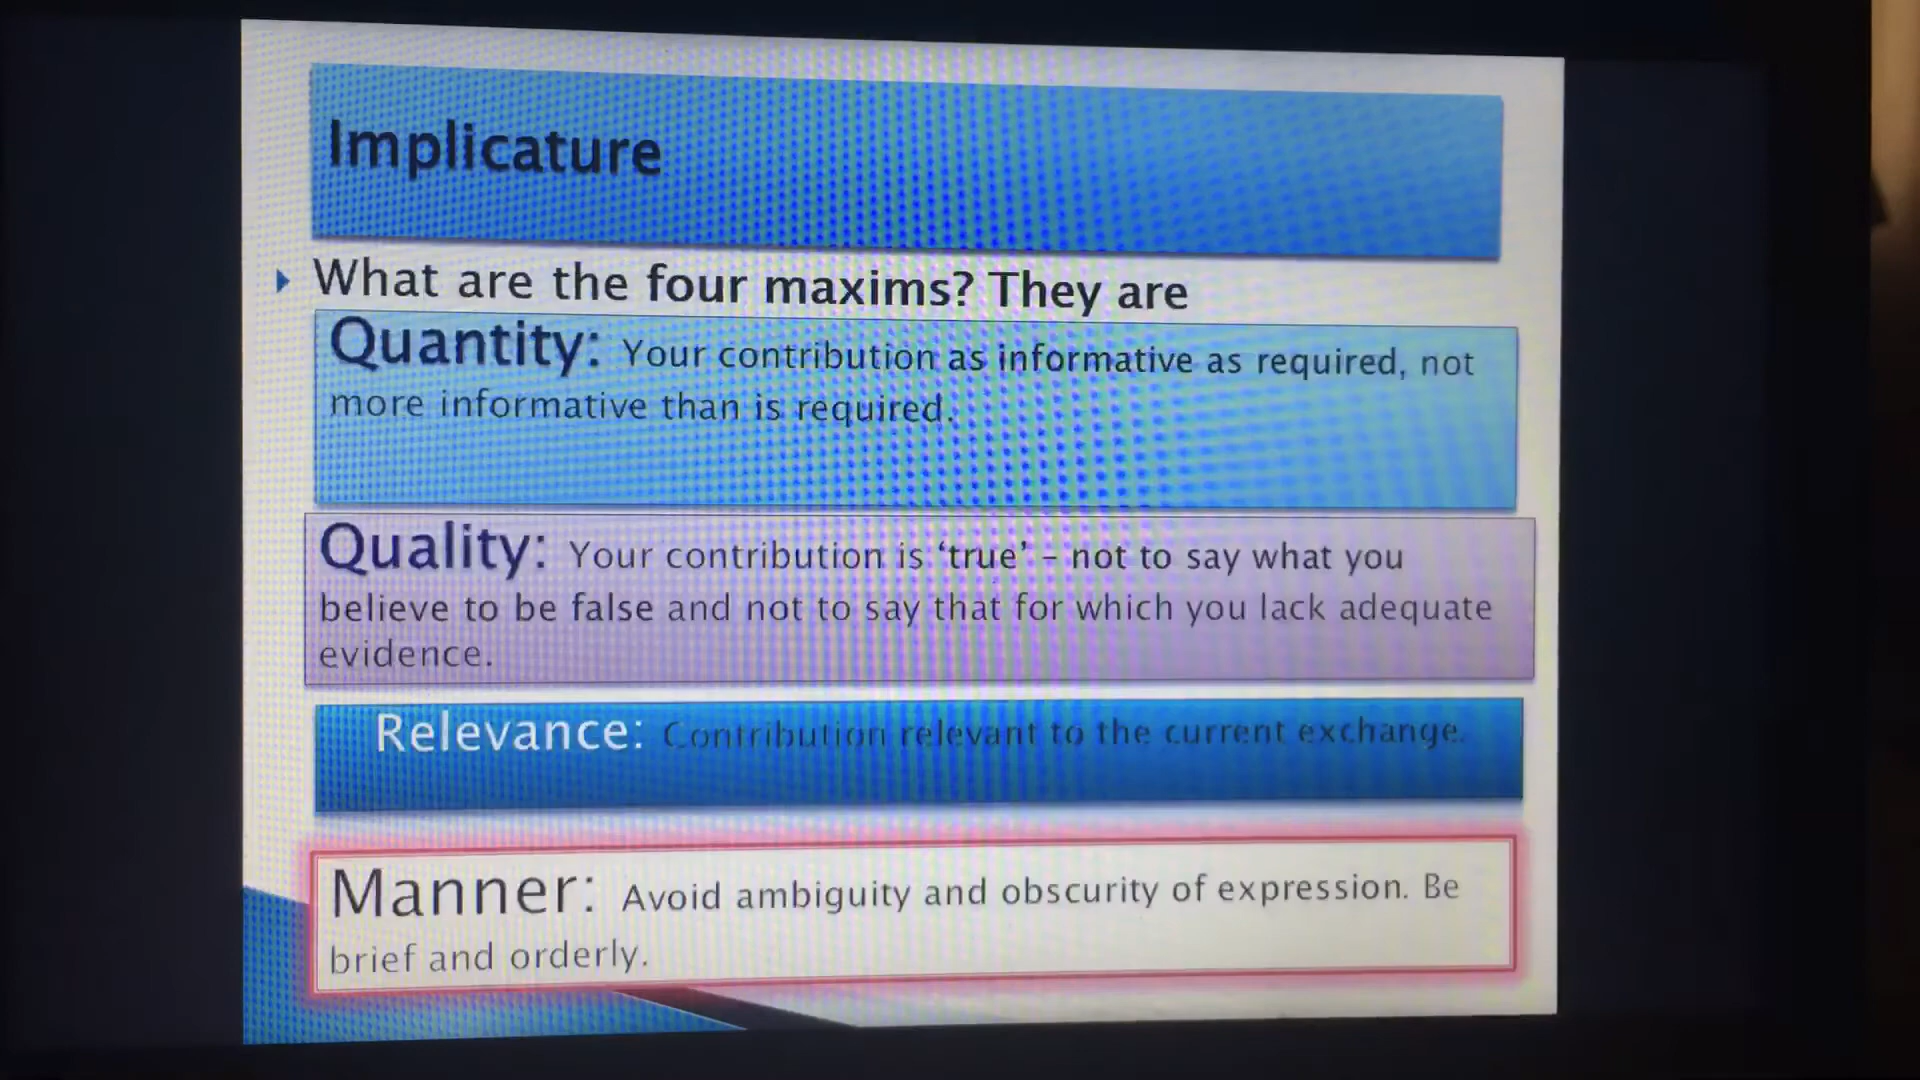 Implicature
What are the four maxims? They are
Quantity: Your contribution as informative as required, not
more informative than is required.
Quality: Your contribution is ‘true’ – not to say what you
believe to be false and not to say that for which you lack adequate
evidence.
Relevance: Contribution relevant to the current exchange.
Manner: Avoid ambiguity and obscurity of expression. Be
brief and orderly.